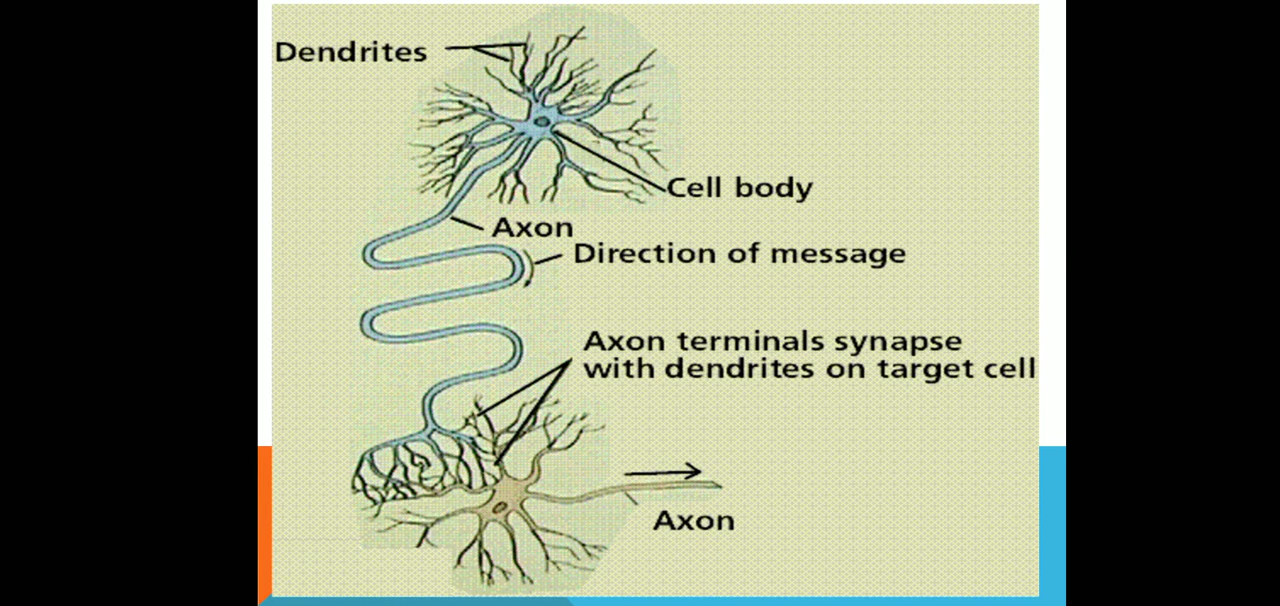 Dendrites
Cell body
Axon
Direction of message
Axon terminals synapse
with dendrites on target cell
Axon